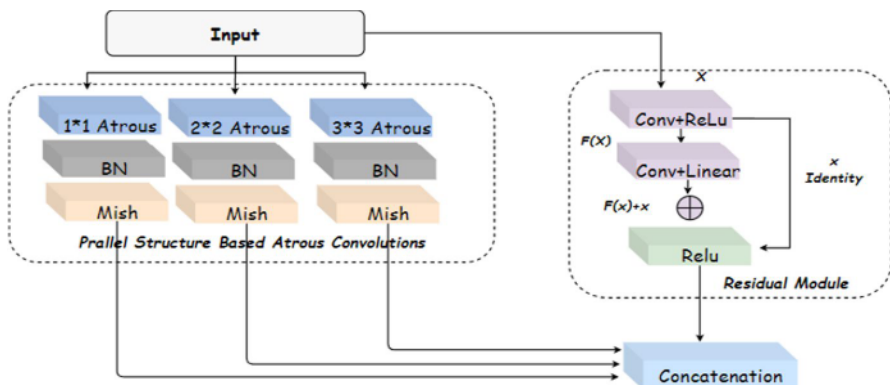 Input
X
1*1 Atrous
2*2 Atrous
3*3 Atrous
BN
BN
BN
Mish
Mish
Mish
Prallel Structure Based Atrous Convolutions
Conv+ReLu
F(X)
Conv+Linear
x
Identity
F(x)+x
Relu
Residual Module
Concatenation